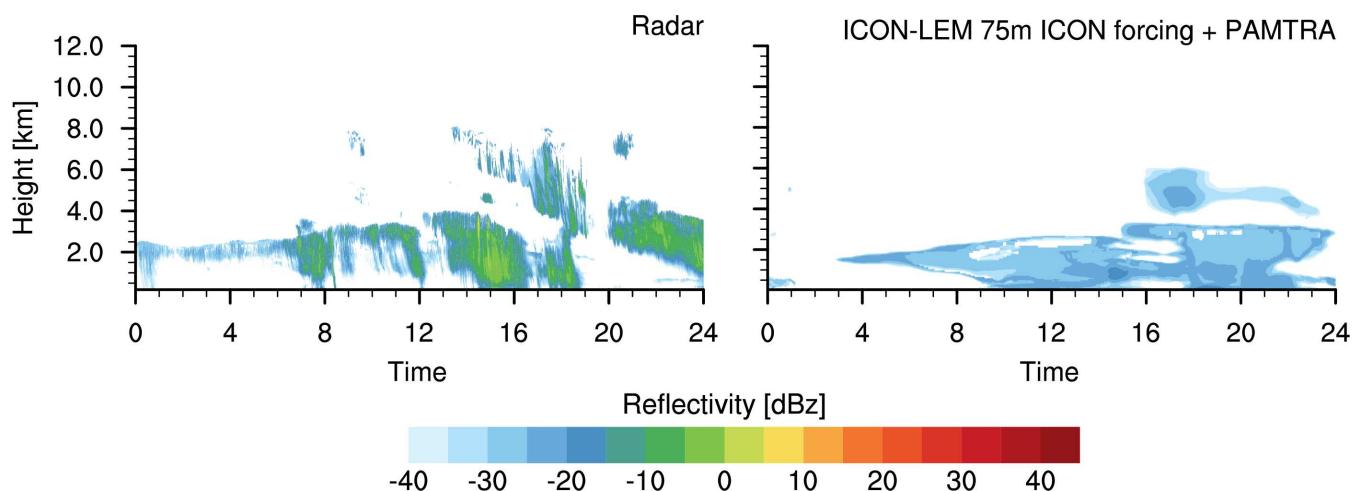 Radar
ICON-LEM 75m ICON forcing + PAMTRA
12.0
10.0
8.0
6.0
4.0
2.0
Height [km]
0 4 8 12 16 20 24
0 4 8 12 16 20 24
Time
Time
Reflectivity [dBz]
-40 -30 -20 -10 0 10 20 30 40